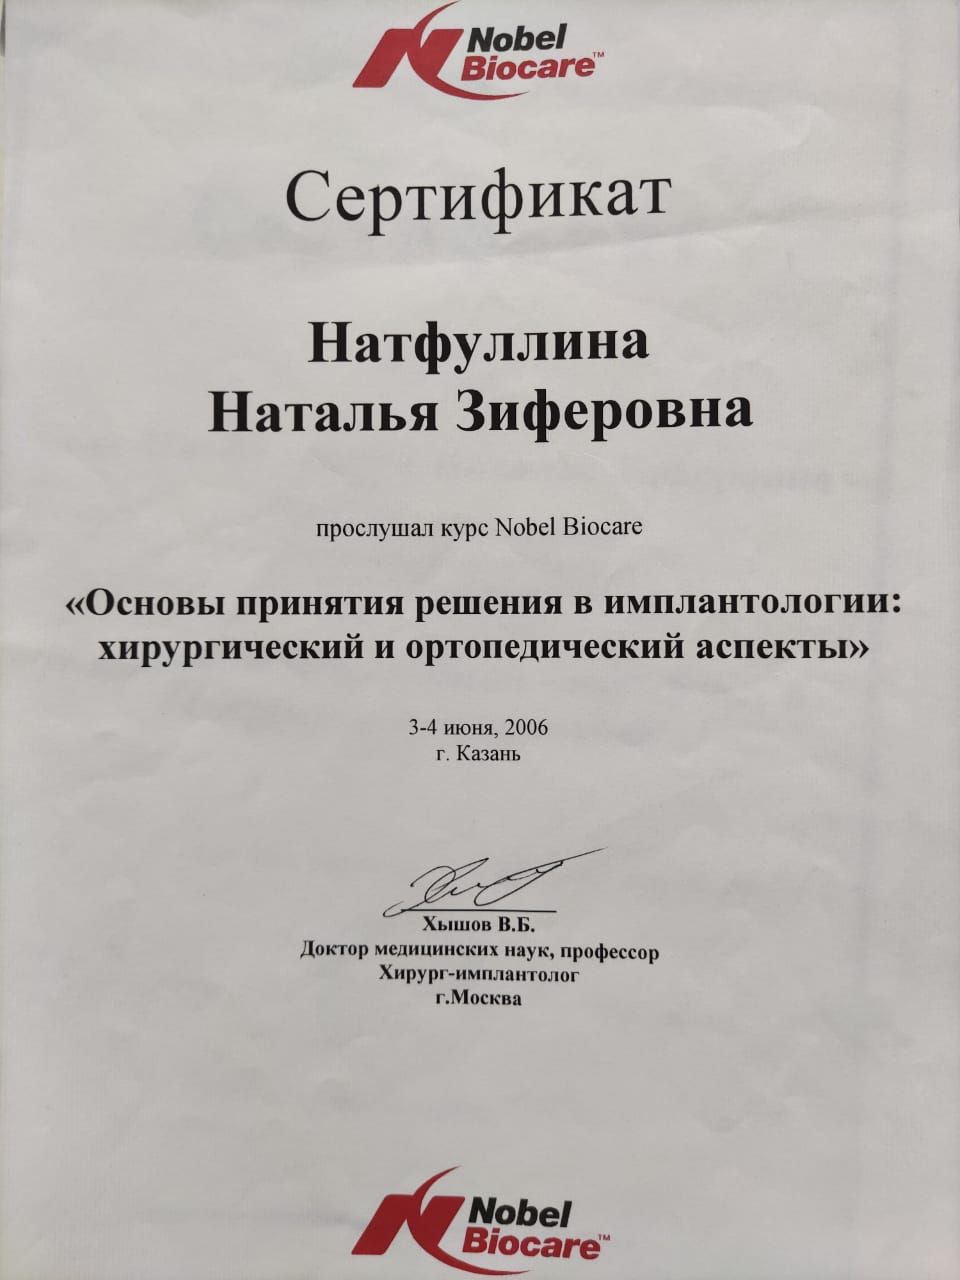 Nobel
Biocare™
Сертификат
Натфуллина
Наталья Зиферовна
прослушал курс Nobel Biocare
«Основы принятия решения в имплантологии:
хирургический и ортопедический аспекты»
3-4 июня, 2006
г. Казань
Хышов В.Б.
Доктор медицинских наук, профессор
Хирург-имплантолог
г.Москва
Nobel
Biocare™